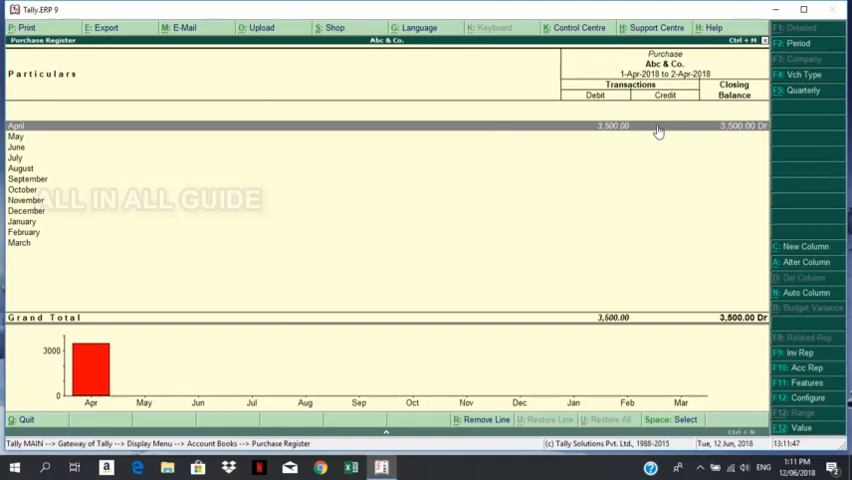 Tally.ERP 9
P: Print E: Export M: E-Mail O: Upload S: Shop G: Language K: Keyboard K: Control Centre H: Support Centre H: Help
Purchase Register Abc & Co. Ctrl + M
F1: Detailed
F2: Period
F3: Company
F4: Vch Type
F5: Quarterly
Particulars
Purchase
Abc & Co.
1-Apr-2018 to 2-Apr-2018
Transactions Closing
Debit Credit Balance
April 3,500.00 3,500.00 Dr
May
June
July
August
September
October
November
December
January
February
March
ALL IN ALL GUIDE
C: New Column
A: Alter Column
D: Del Column
N: Auto Column
B: Budget Variance
Grand Total 3,500.00 3,500.00 Dr
F8: Related Rep
F9: Inv Rep
F10: Acc Rep
F11: Features
F12: Configure
F12: Range
F12: Value
3000
0
Apr May Jun Jul Aug Sep Oct Nov Dec Jan Feb Mar
Q: Quit R: Remove Line U: Restore Line U: Restore All Space: Select
Ctrl + N
Tally MAIN --> Gateway of Tally --> Display Menu --> Account Books --> Purchase Register (c) Tally Solutions Pvt. Ltd., 1988-2015 Tue, 12 Jun, 2018 13:11:47
ENG 1:11 PM
12/06/2018